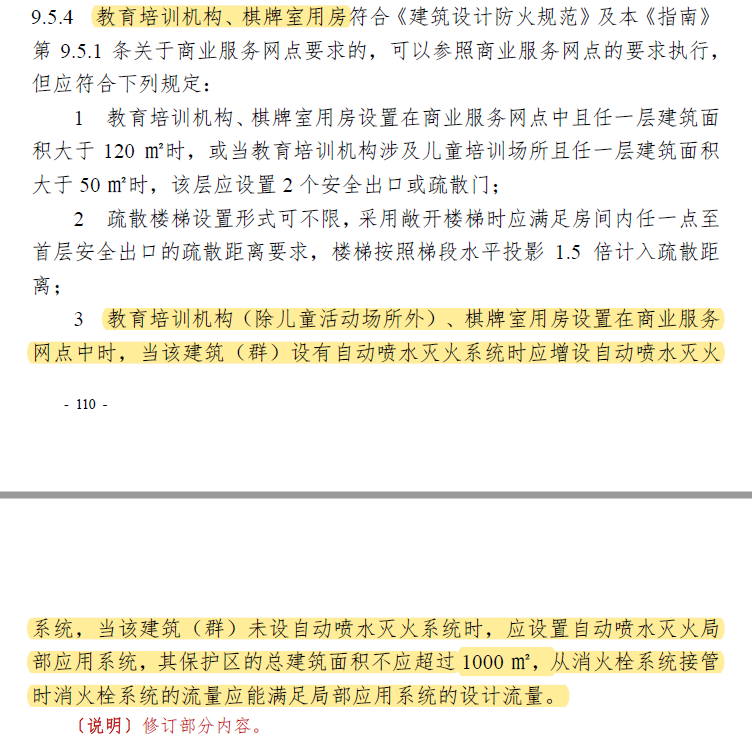 9.5.4 教育培训机构、棋牌室用房符合《建筑设计防火规范》及本《指南》
第 9.5.1 条关于商业服务网点要求的，可以参照商业服务网点的要求执行，
但应符合下列规定：
1 教育培训机构、棋牌室用房设置在商业服务网点中且任一层建筑面
积大于 120 ㎡时，或当教育培训机构涉及儿童培训场所且任一层建筑面积
大于 50 ㎡时，该层应设置 2 个安全出口或疏散门；
2 疏散楼梯设置形式可不限，采用敞开楼梯时应满足房间内任一点至
首层安全出口的疏散距离要求，楼梯按照梯段水平投影 1.5 倍计入疏散距
离；
3 教育培训机构（除儿童活动场所外）、棋牌室用房设置在商业服务
网点中时，当该建筑（群）设有自动喷水灭火系统时应增设自动喷水灭火
- 110 -
系统，当该建筑（群）未设自动喷水灭火系统时，应设置自动喷水灭火局
部应用系统，其保护区的总建筑面积不应超过 1000 ㎡，从消火栓系统接管
时消火栓系统的流量应能满足局部应用系统的设计流量。
〔说明〕修订部分内容。